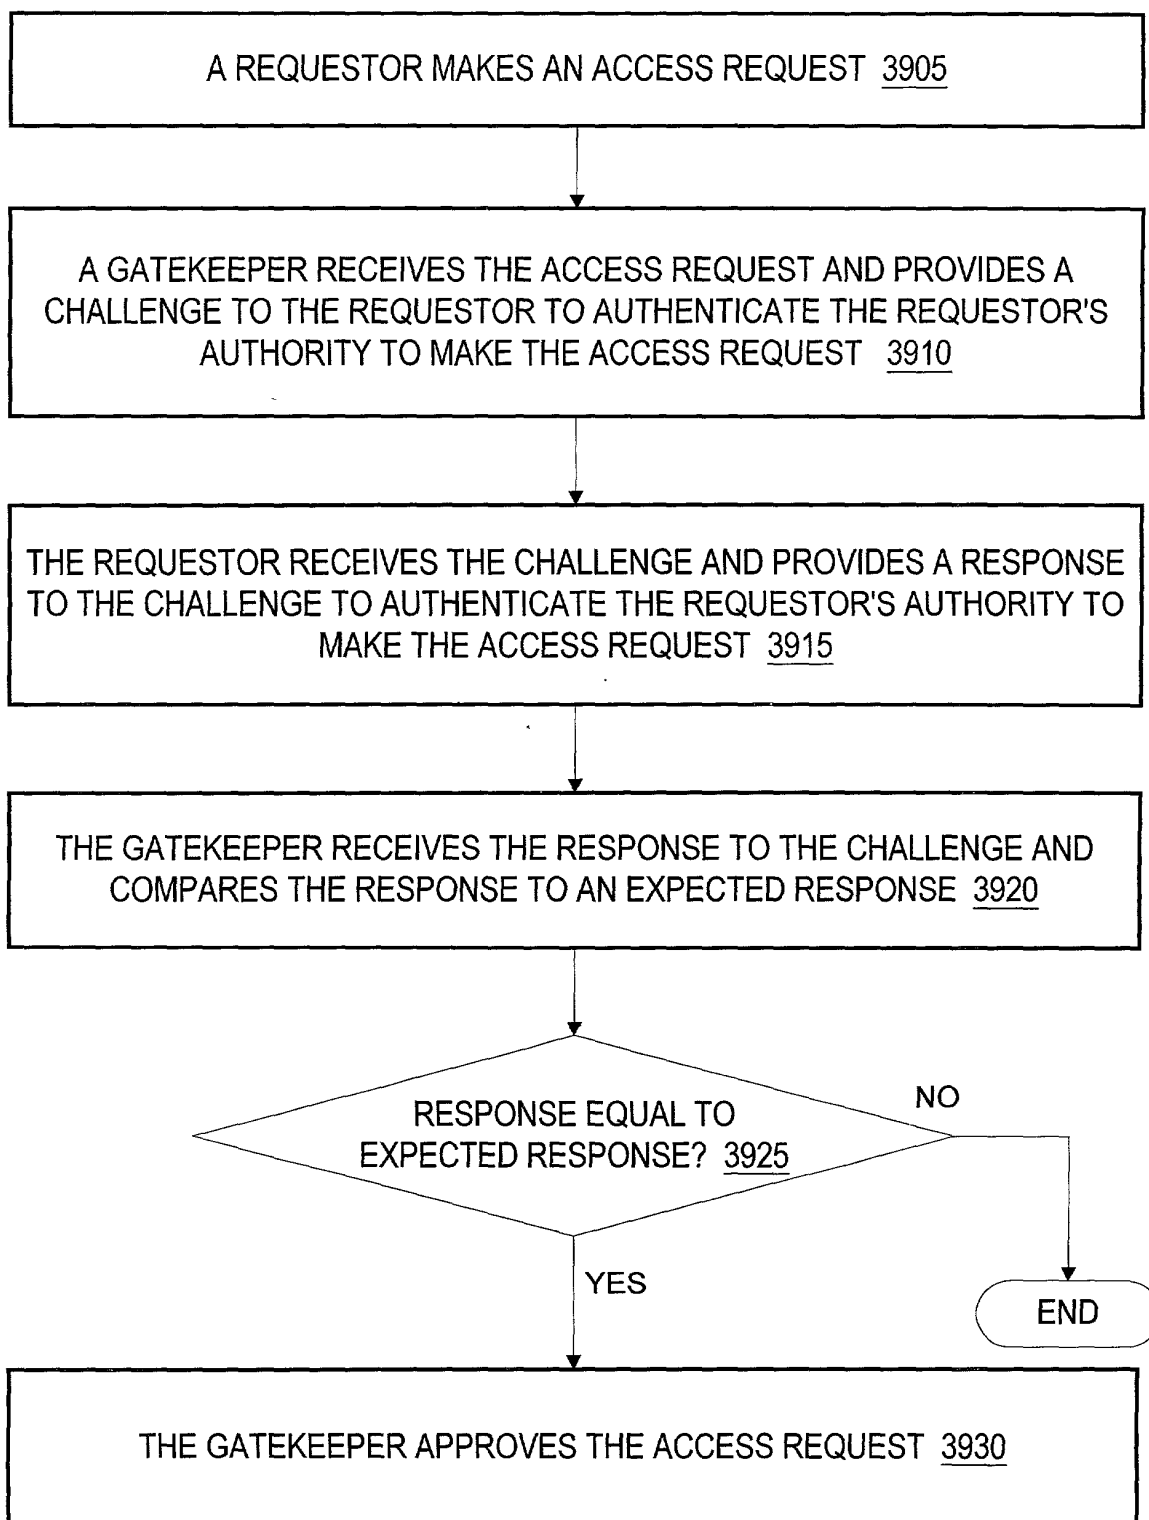 A REQUESTOR MAKES AN ACCESS REQUEST 3905
A GATEKEEPER RECEIVES THE ACCESS REQUEST AND PROVIDES A
CHALLENGE TO THE REQUESTOR TO AUTHENTICATE THE REQUESTOR'S
AUTHORITY TO MAKE THE ACCESS REQUEST 3910
THE REQUESTOR RECEIVES THE CHALLENGE AND PROVIDES A RESPONSE
TO THE CHALLENGE TO AUTHENTICATE THE REQUESTOR'S AUTHORITY TO
MAKE THE ACCESS REQUEST 3915
THE GATEKEEPER RECEIVES THE RESPONSE TO THE CHALLENGE AND
COMPARES THE RESPONSE TO AN EXPECTED RESPONSE 3920
RESPONSE EQUAL TO
EXPECTED RESPONSE? 3925
NO
YES
END
THE GATEKEEPER APPROVES THE ACCESS REQUEST 3930